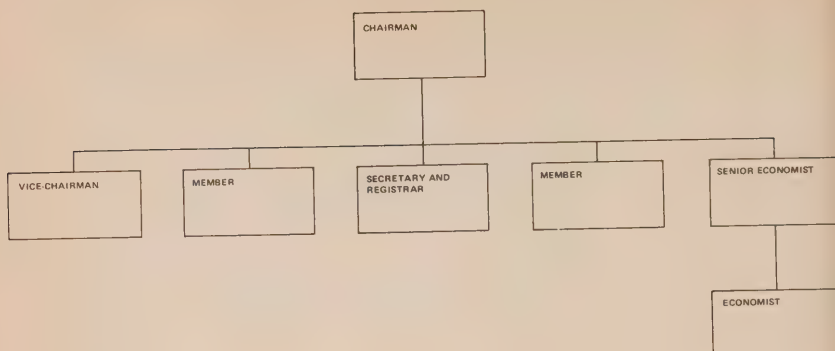 CHAIRMAN
VICE-CHAIRMAN
MEMBER
SECRETARY AND
REGISTRAR
MEMBER
SENIOR ECONOMIST
ECONOMIST